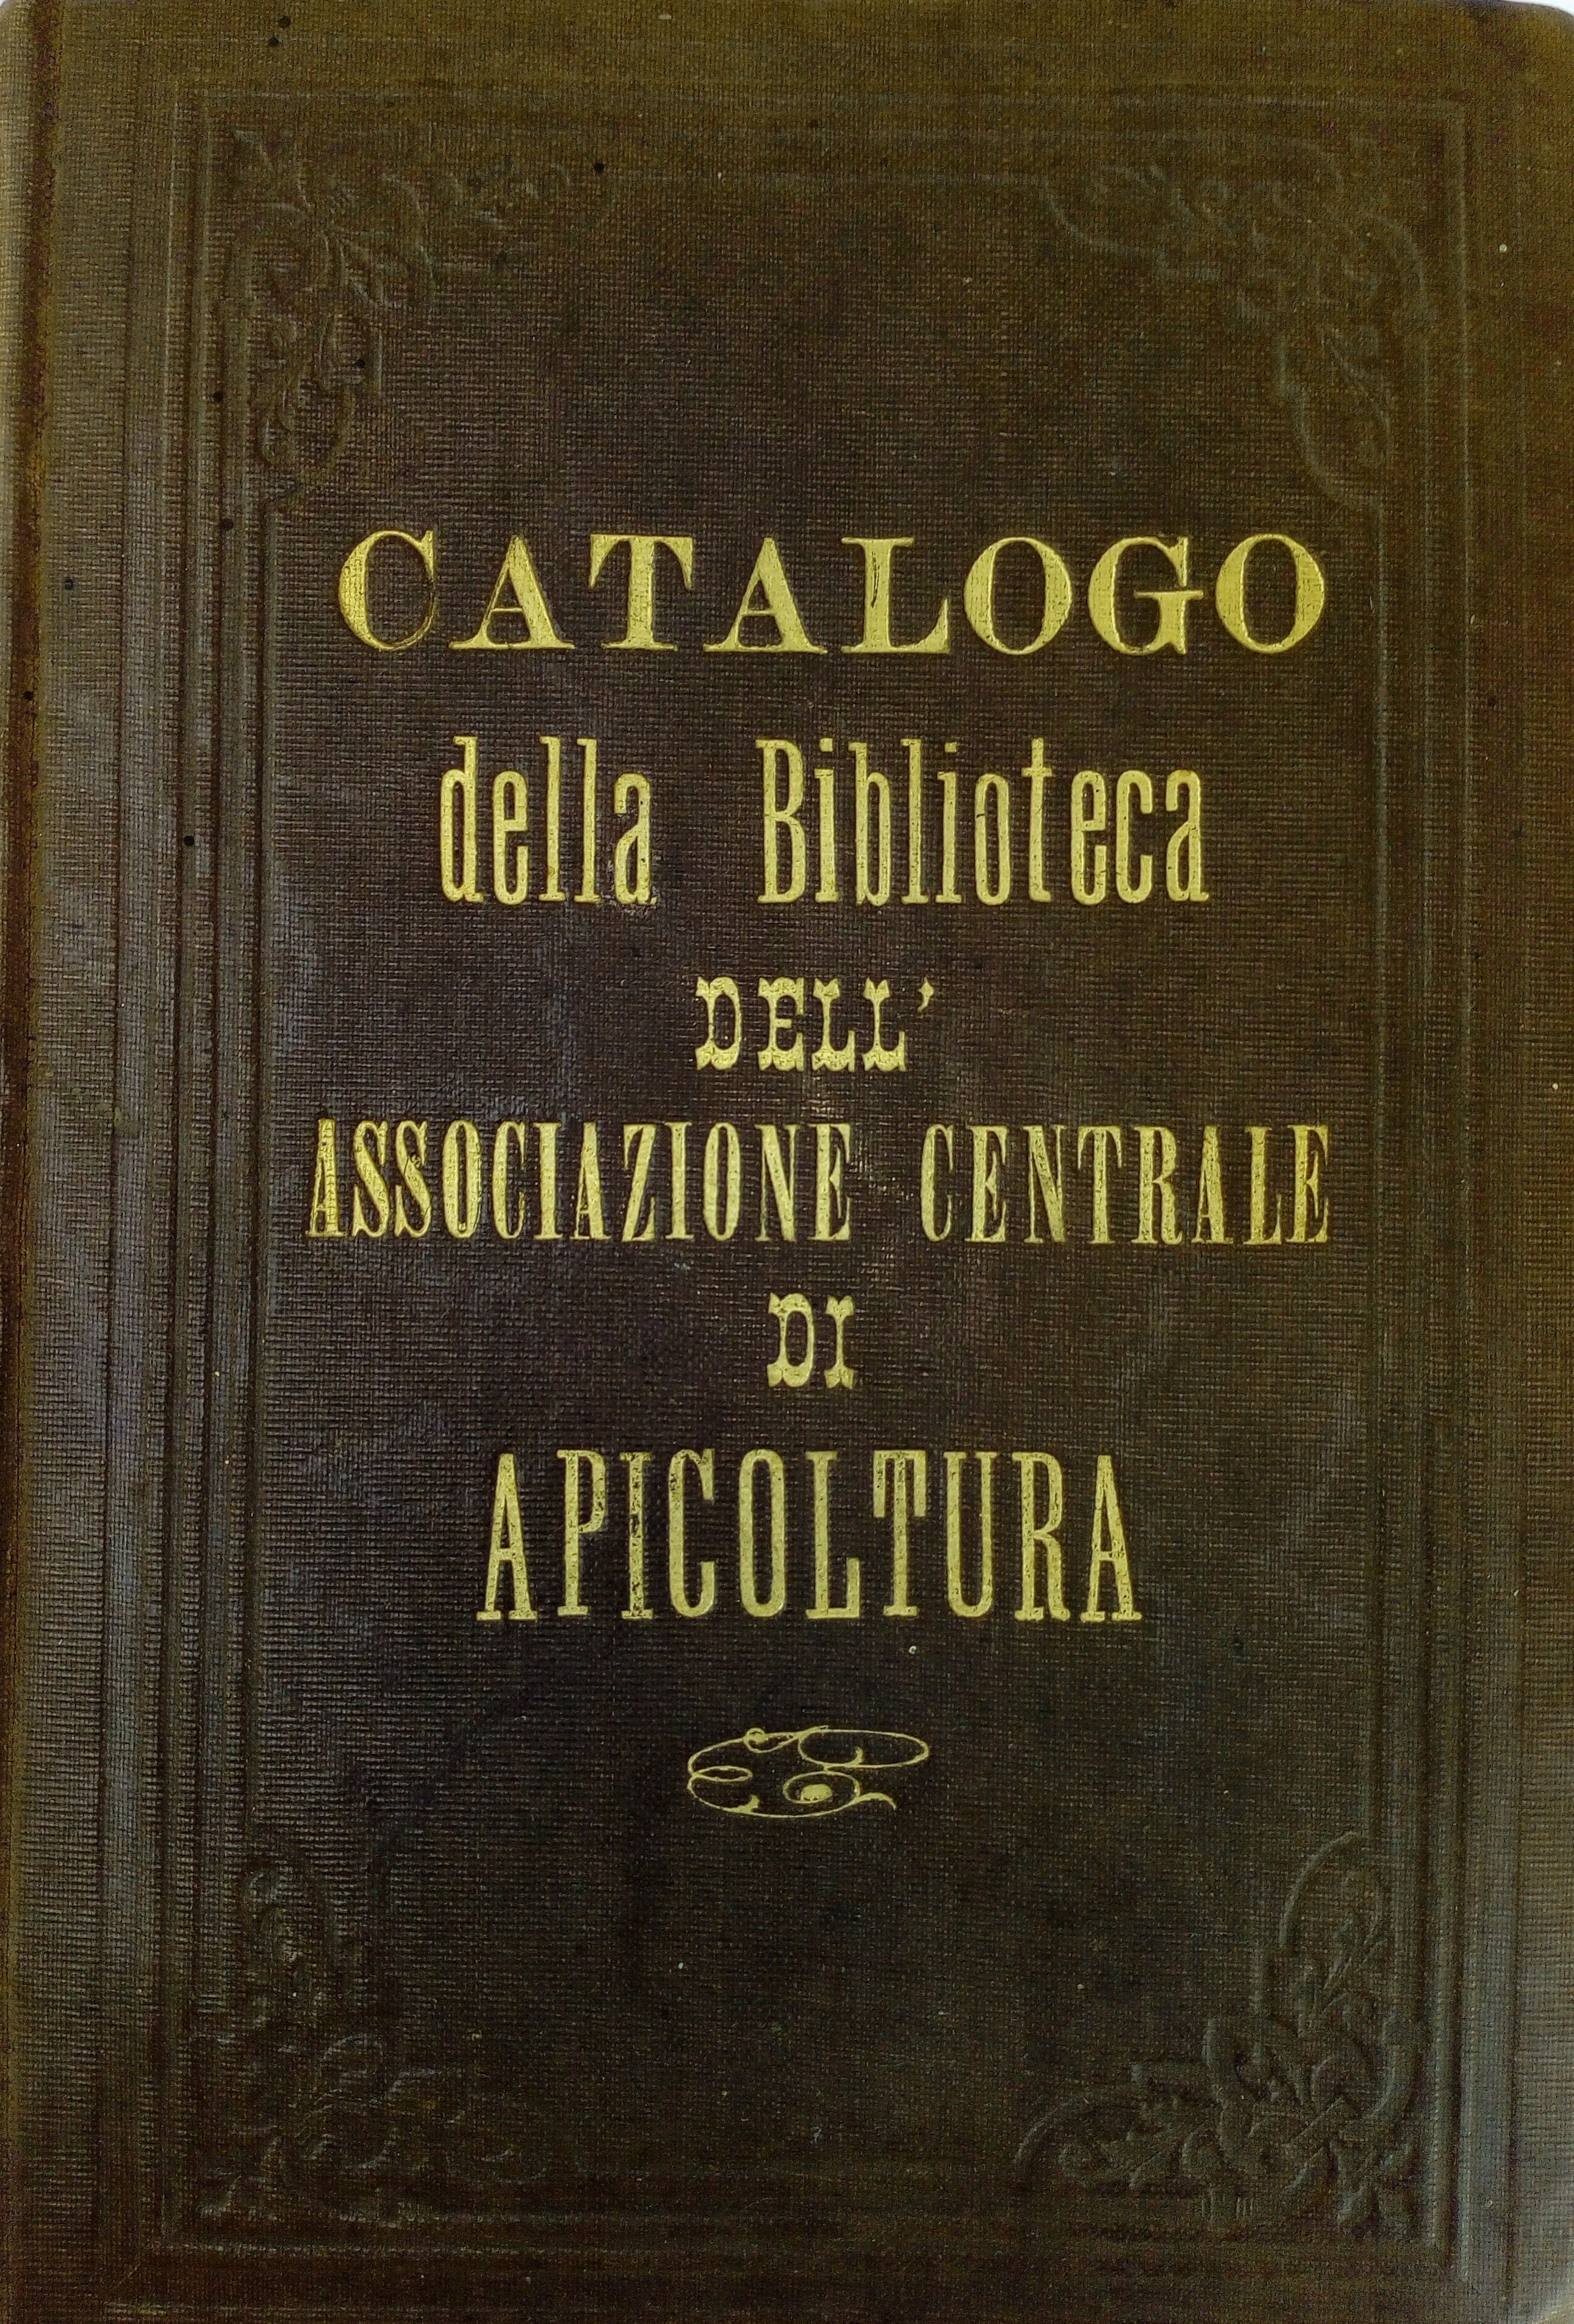 CATALOGO
della Biblioteca
DELL'
ASSOCIAZIONE CENTRALE
DI
APICOLTURA